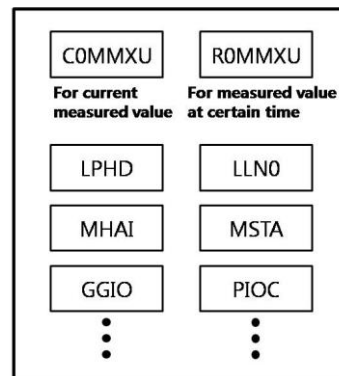 C0MMXU R0MMXU
For current For measured value
measured value at certain time
LPHD LLN0
MHAI MSTA
GGIO PIOC